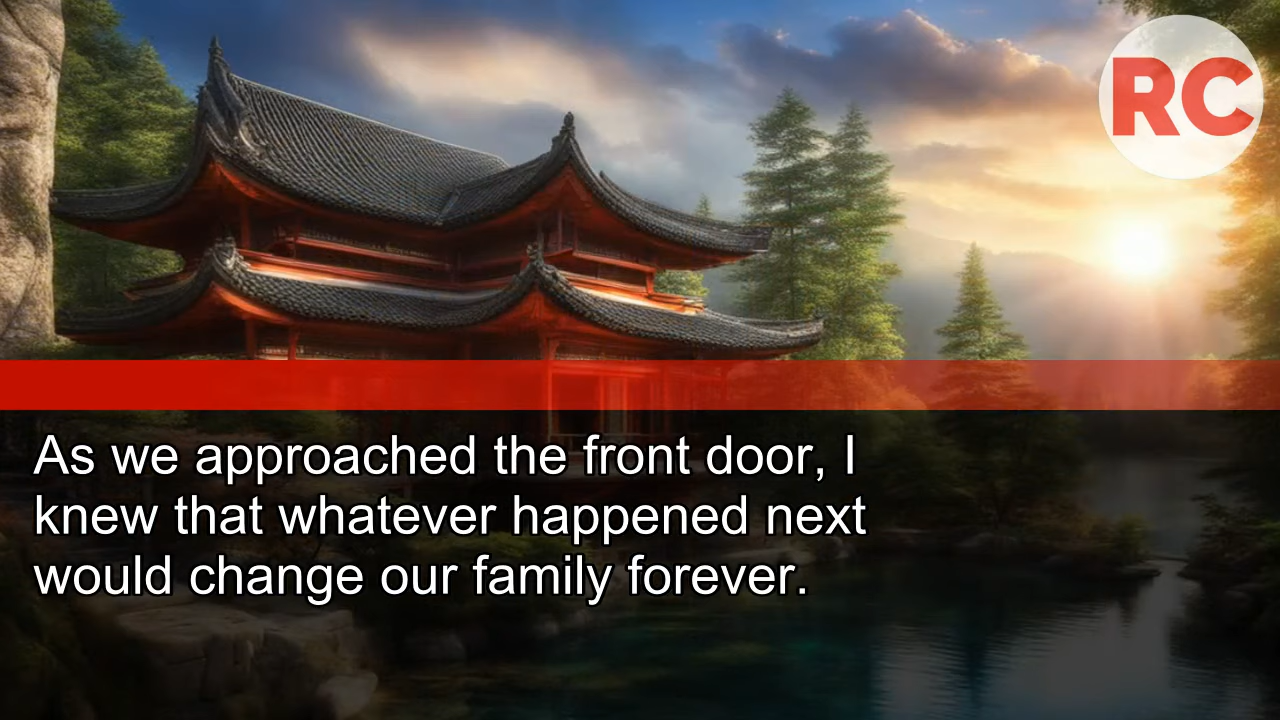 RC
As we approached the front door, I
knew that whatever happened next
would change our family forever.